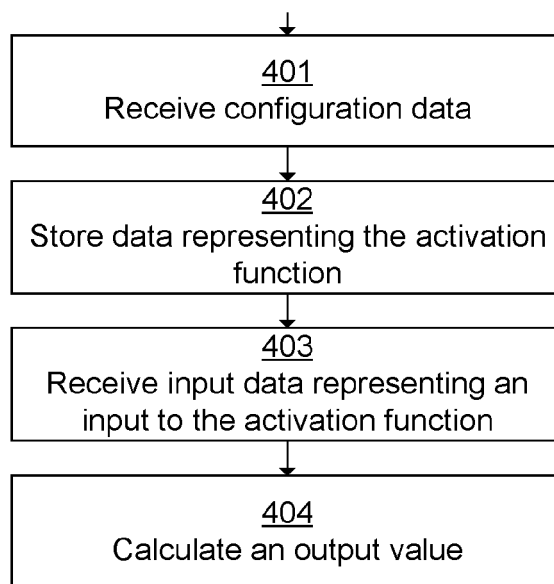 401
Receive configuration data
402
Store data representing the activation
function
403
Receive input data representing an
input to the activation function
404
Calculate an output value